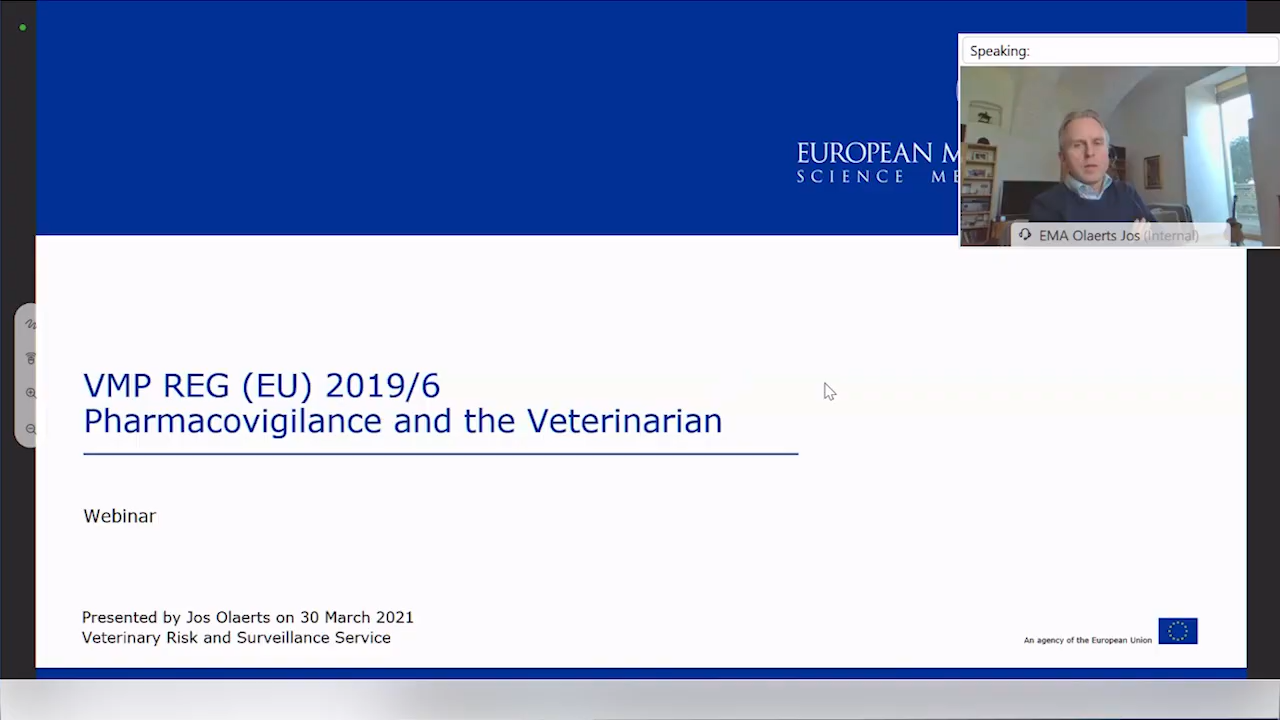 Speaking:
EUROPEAN M
SCIENCE ME
EMA Olaerts Jos (Internal)
VMP REG (EU) 2019/6
Pharmacovigilance and the Veterinarian
Webinar
Presented by Jos Olaerts on 30 March 2021
Veterinary Risk and Surveillance Service
An agency of the European Union